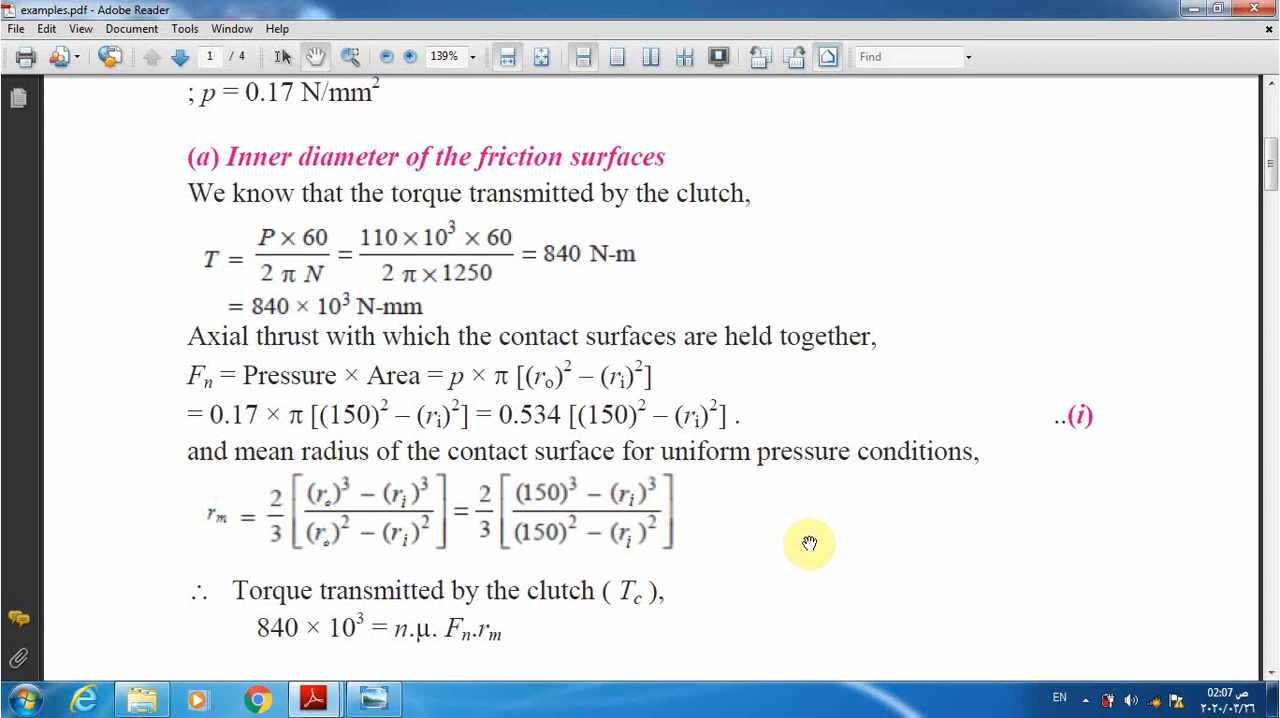 examples.pdf - Adobe Reader
File Edit View Document Tools Window Help
1 / 4 139% Find
; p = 0.17 N/mm²
(a) Inner diameter of the friction surfaces
We know that the torque transmitted by the clutch,
T = P × 60 / 2 π N = 110 × 10³ × 60 / 2 π × 1250 = 840 N-m
= 840 × 10³ N-mm
Axial thrust with which the contact surfaces are held together,
Fₙ = Pressure × Area = p × π [(rₒ)² – (rᵢ)²]
= 0.17 × π [(150)² – (rᵢ)²] = 0.534 [(150)² – (rᵢ)²] . ..(i)
and mean radius of the contact surface for uniform pressure conditions,
rₘ = 2/3 [(rₒ)³ – (rᵢ)³ / (rₒ)² – (rᵢ)²] = 2/3 [(150)³ – (rᵢ)³ / (150)² – (rᵢ)²]
∴ Torque transmitted by the clutch ( T_c ),
840 × 10³ = n.μ. Fₙ.rₘ
EN
02:07 ص
٢٠٢٠/٠٣/٢٦